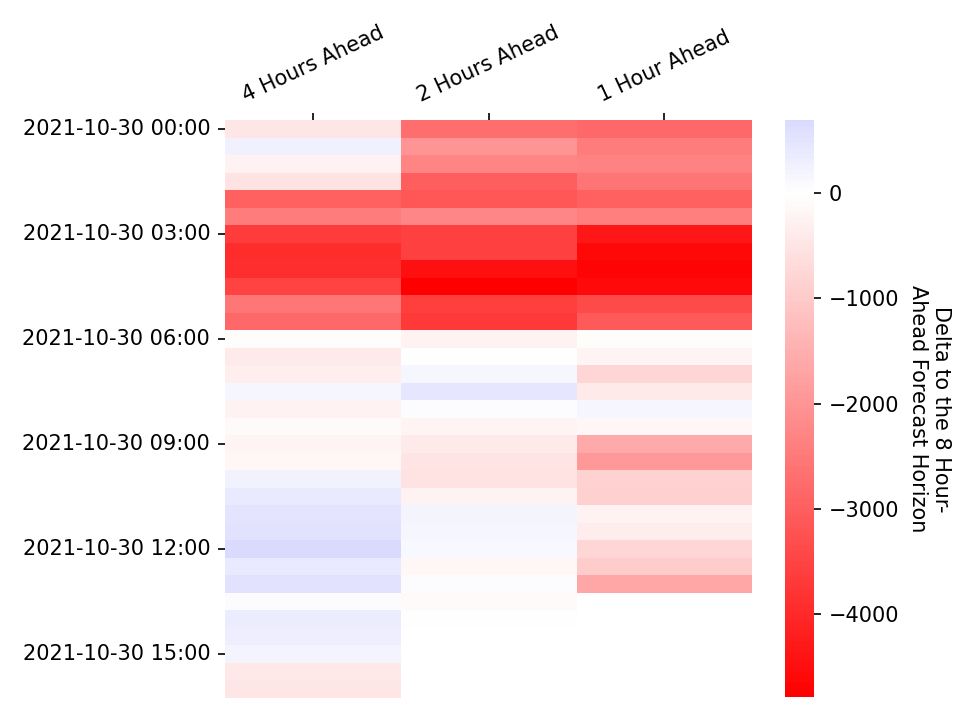 4 Hours Ahead
2 Hours Ahead
1 Hour Ahead
2021-10-30 00:00
2021-10-30 03:00
2021-10-30 06:00
2021-10-30 09:00
2021-10-30 12:00
2021-10-30 15:00
0
−1000
−2000
−3000
−4000
Delta to the 8 Hour-
Ahead Forecast Horizon